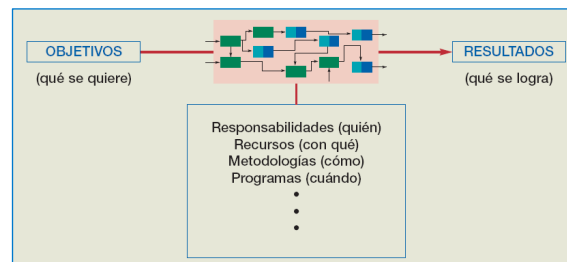 OBJETIVOS
(qué se quiere)
RESULTADOS
(qué se logra)
Responsabilidades (quién)
Recursos (con qué)
Metodologías (cómo)
Programas (cuándo)
•
•
•